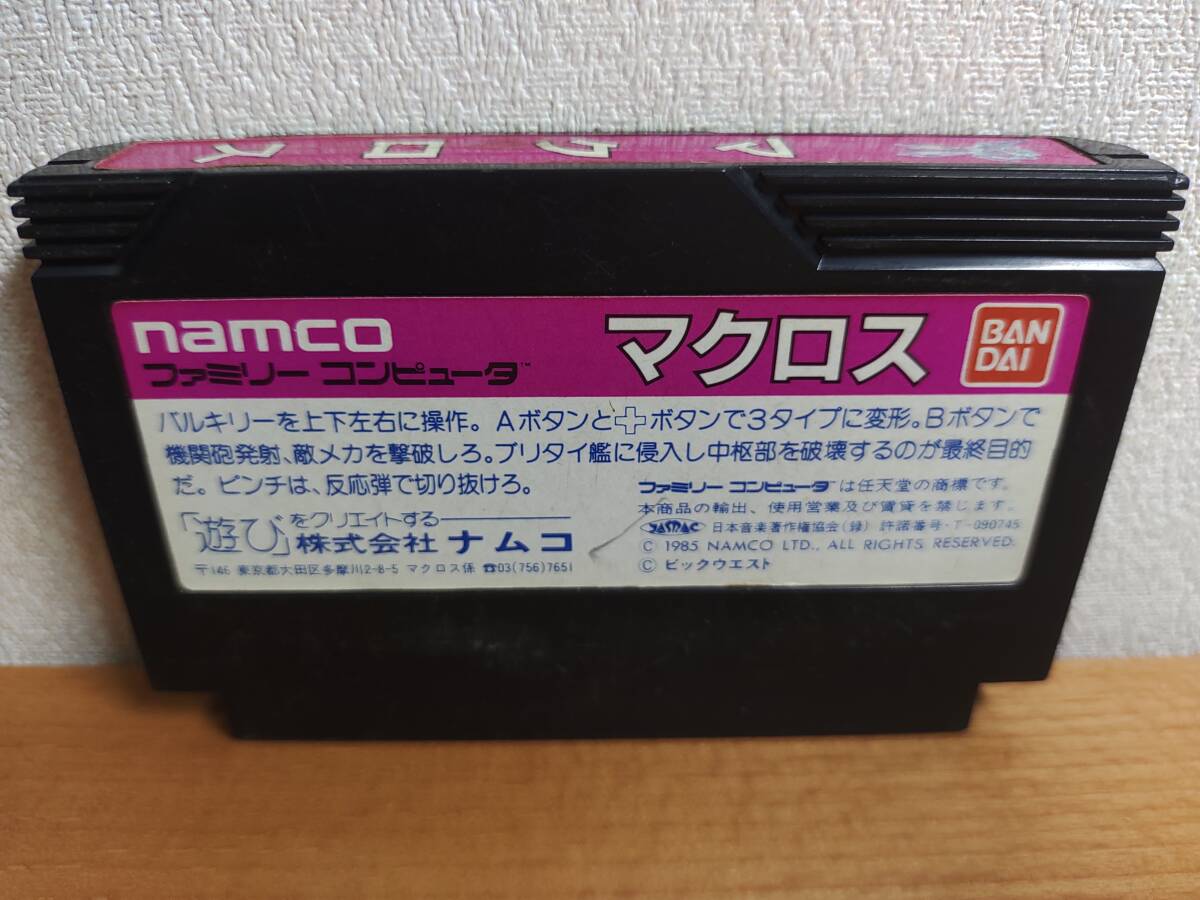 マクロス
namco
ファミリー コンピュータ™
マクロス
BAN
DAI
バルキリーを上下左右に操作。Aボタンと十ボタンで3タイプに変形。Bボタンで
機関砲発射、敵メカを撃破しろ。ブリタイ艦に侵入し中枢部を破壊するのが最終目的
だ。ピンチは、反応弾で切り抜けろ。
「遊び」をクリエイトする
株式会社 ナムコ
〒146 東京都大田区多摩川2-8-5 マクロス係 ☎03(756)7651
ファミリー コンピュータ™は任天堂の商標です。
本商品の輸出、使用営業及び賃貸を禁じます。
JASRAC 日本音楽著作権協会(録) 許諾番号・T-090745
© 1985 NAMCO LTD., ALL RIGHTS RESERVED.
© ビックウエスト